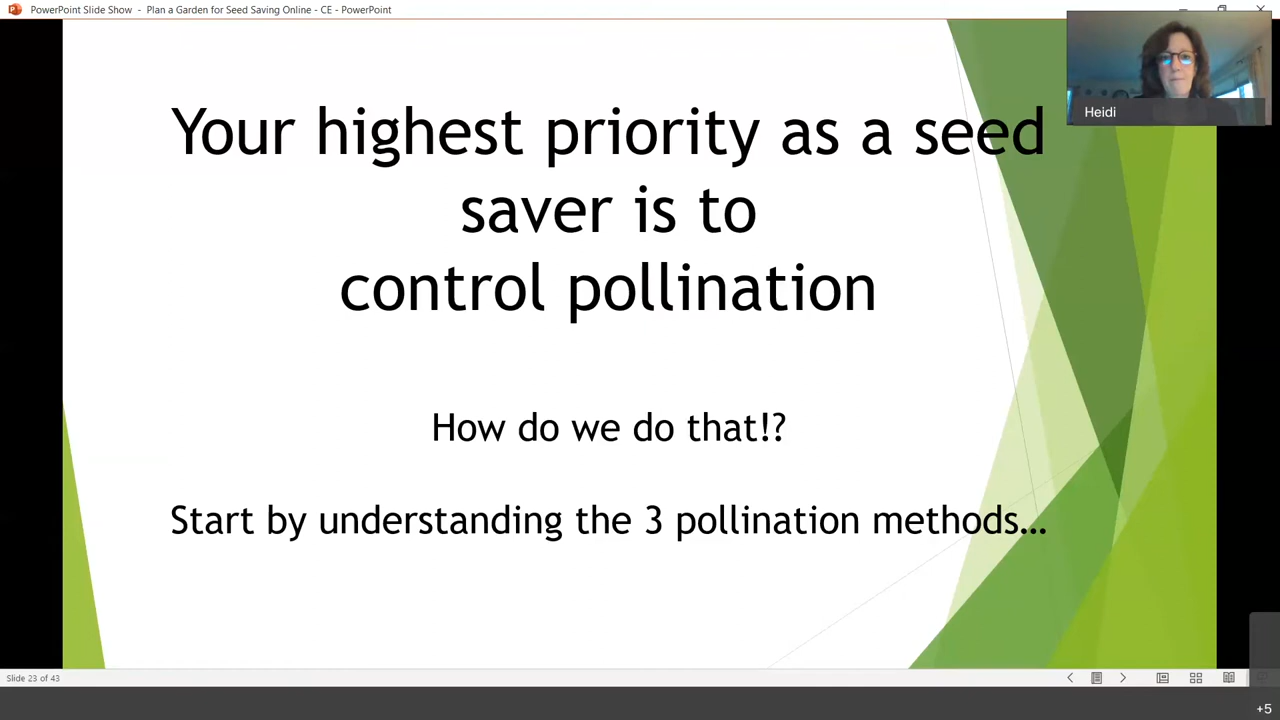 PowerPoint Slide Show - Plan a Garden for Seed Saving Online - CE - PowerPoint
Heidi
Your highest priority as a seed
saver is to
control pollination
How do we do that!?
Start by understanding the 3 pollination methods…
Slide 23 of 43
+5